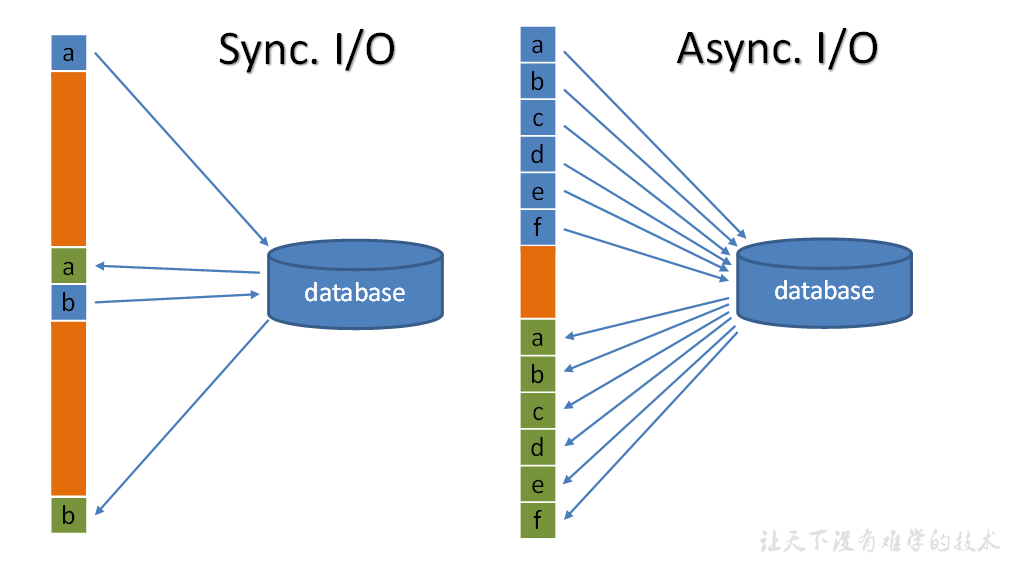 Sync. I/O
a
a
b
b
database
Async. I/O
a
b
c
d
e
f
a
b
c
d
e
f
database
让天下没有难学的技术